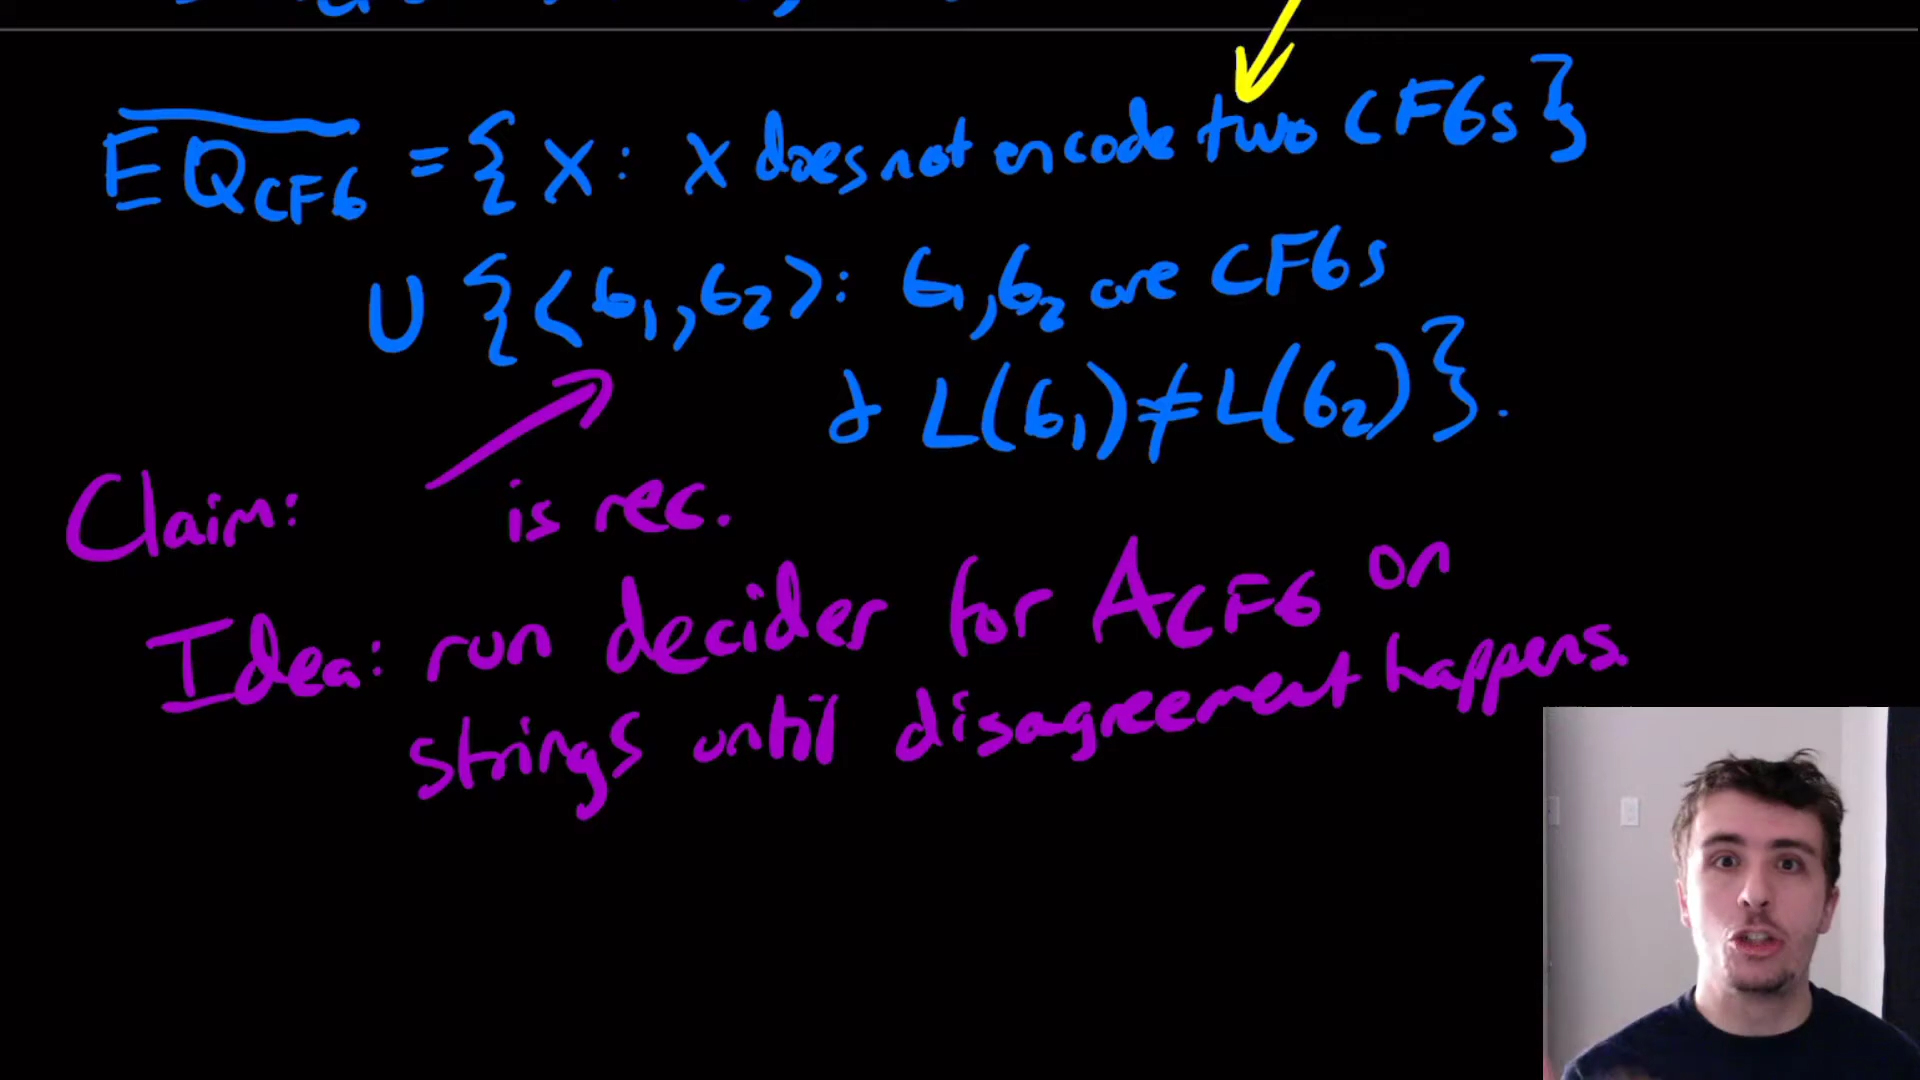 EQ_CFG = { X : X does not encode two CFGs }
U { <G₁, G₂> : G₁, G₂ are CFGs
& L(G₁) ≠ L(G₂) }.
Claim: is rec.
Idea: run decider for A_CFG on
strings until disagreement happens.